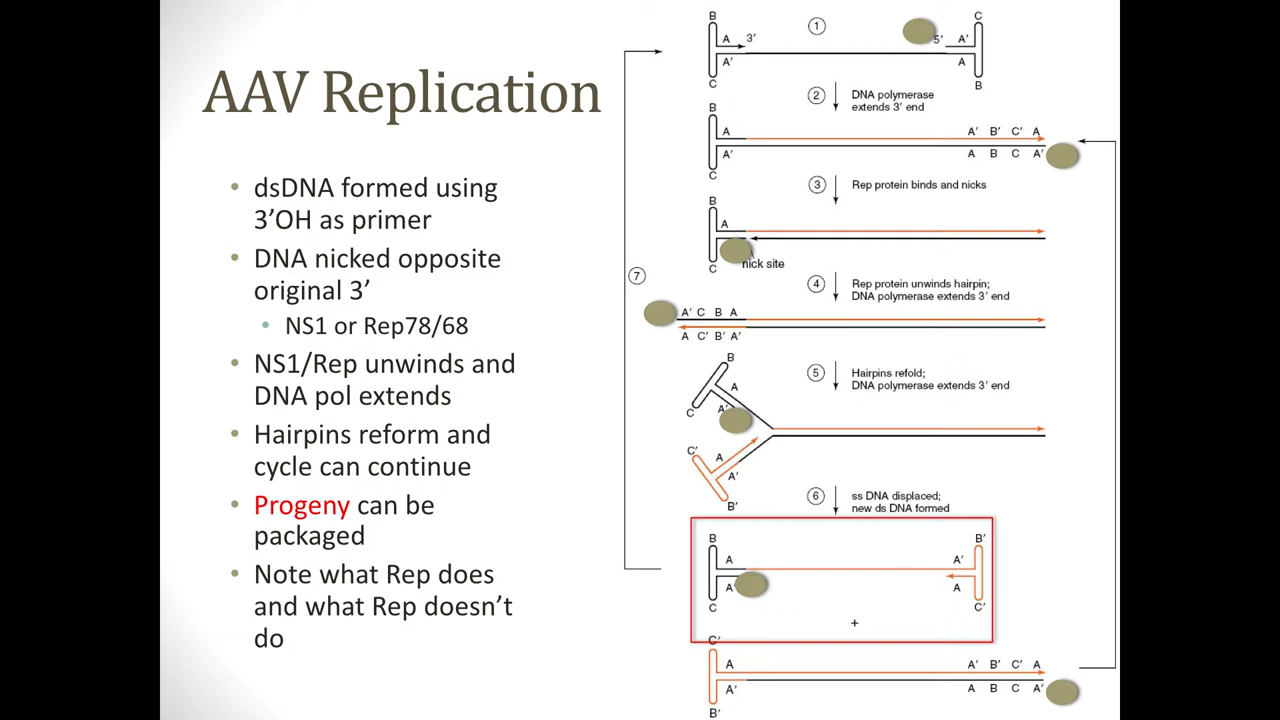 AAV Replication
• dsDNA formed using
3’OH as primer
• DNA nicked opposite
original 3’
• NS1 or Rep78/68
• NS1/Rep unwinds and
DNA pol extends
• Hairpins reform and
cycle can continue
• Progeny can be
packaged
• Note what Rep does
and what Rep doesn’t
do
B C
1
A 3′ 5′ A′
A′ A
C B
2 DNA polymerase
extends 3′ end
B
A A′ B′ C′ A
A′ A B C A′
C
3 Rep protein binds and nicks
B
A
C nick site
7
4 Rep protein unwinds hairpin;
DNA polymerase extends 3′ end
A′ C B A
A C′ B′ A′
B
5 Hairpins refold;
DNA polymerase extends 3′ end
A
C A′
C′ A
A′
B′
6 ss DNA displaced;
new ds DNA formed
B B′
A A′
A′ A
C C′
+
C′
A A′ B′ C′ A
A′ A B C A′
B′